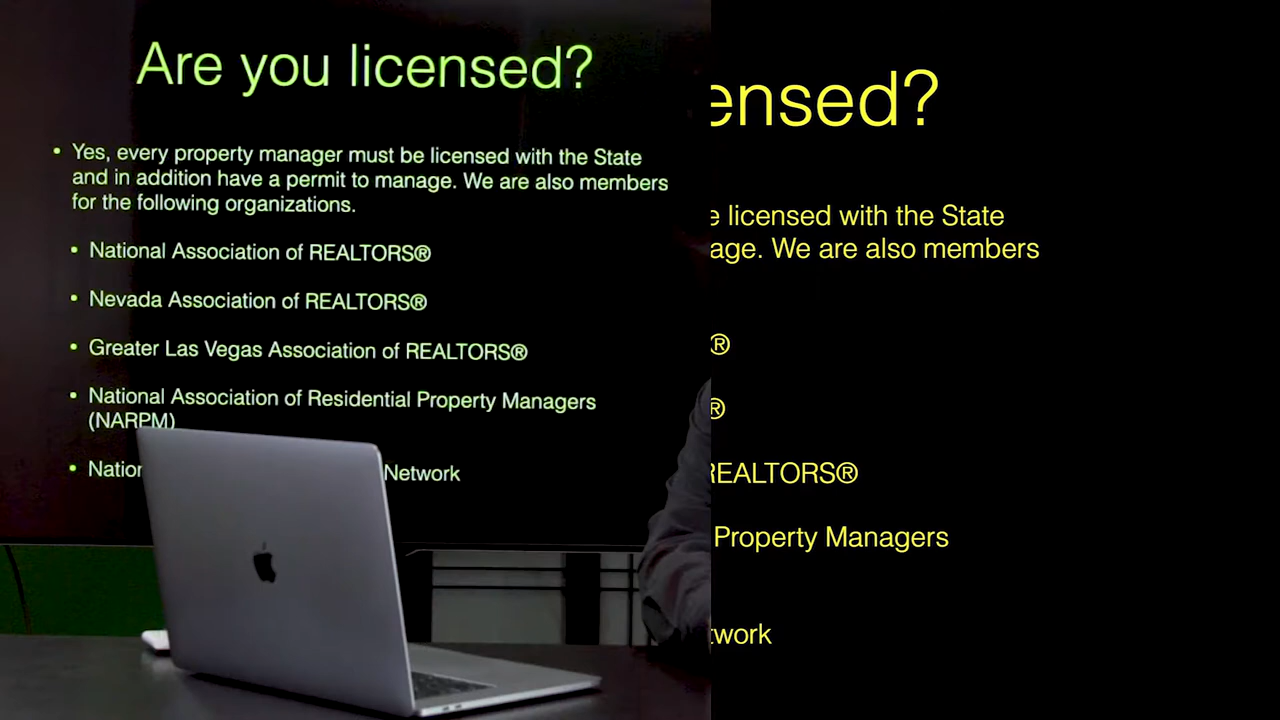 Are you licensed?
• Yes, every property manager must be licensed with the State
and in addition have a permit to manage. We are also members
for the following organizations.
• National Association of REALTORS®
• Nevada Association of REALTORS®
• Greater Las Vegas Association of REALTORS®
• National Association of Residential Property Managers
(NARPM)
• Nation Network
ensed?
e licensed with the State
age. We are also members
®
®
REALTORS®
Property Managers
twork